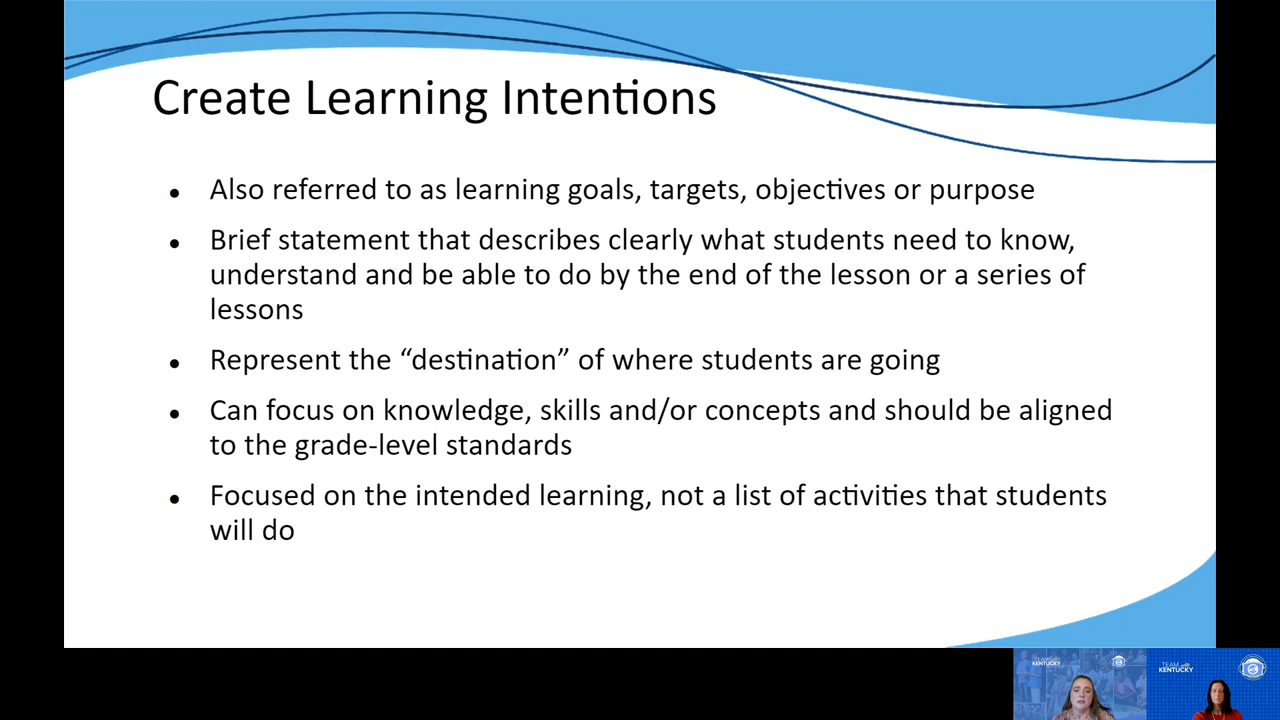 Create Learning Intentions
● Also referred to as learning goals, targets, objectives or purpose
● Brief statement that describes clearly what students need to know,
understand and be able to do by the end of the lesson or a series of
lessons
● Represent the “destination” of where students are going
● Can focus on knowledge, skills and/or concepts and should be aligned
to the grade-level standards
● Focused on the intended learning, not a list of activities that students
will do
TEAM
KENTUCKY
TEAM
KENTUCKY